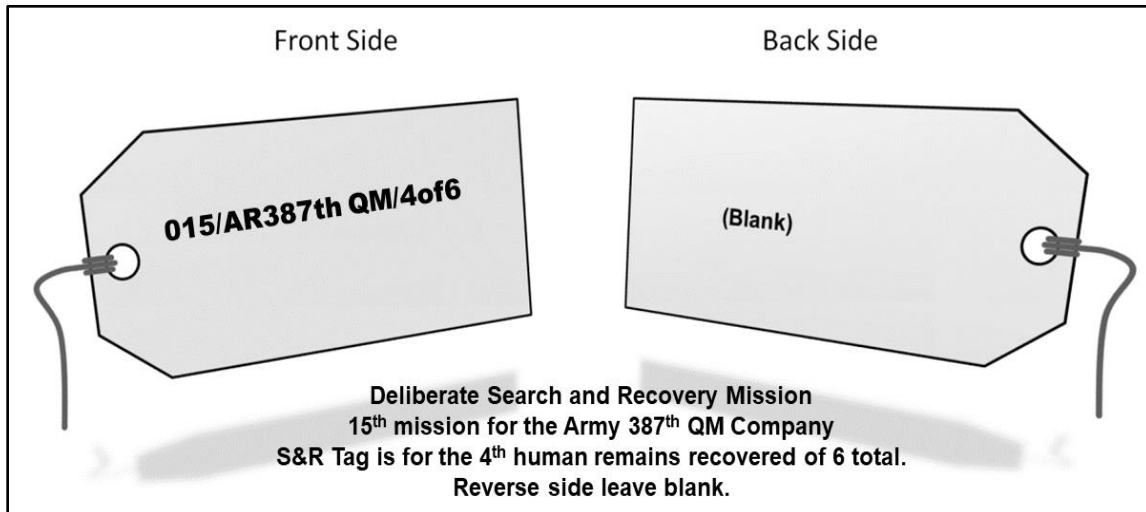 Front Side
Back Side
015/AR387th QM/4of6
(Blank)
Deliberate Search and Recovery Mission
15th mission for the Army 387th QM Company
S&R Tag is for the 4th human remains recovered of 6 total.
Reverse side leave blank.